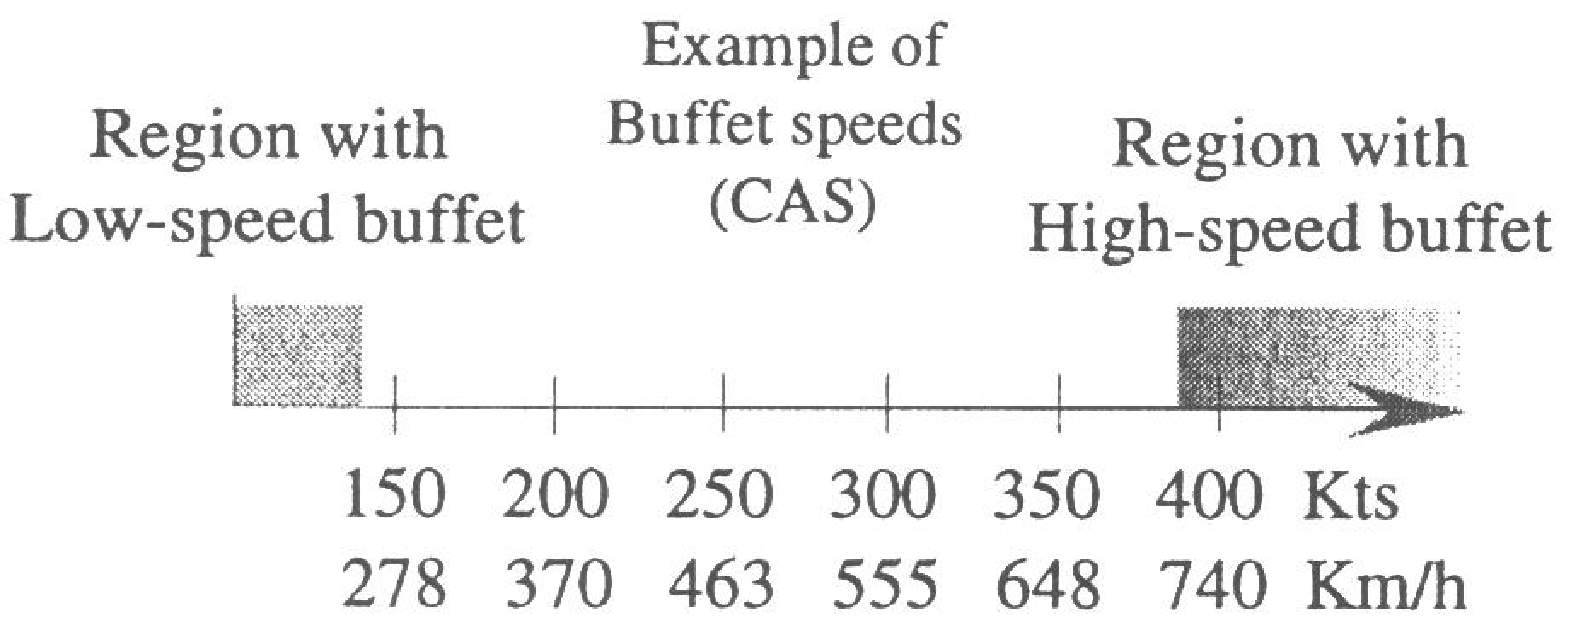 Example of
Buffet speeds
(CAS)
Region with
Low-speed buffet
Region with
High-speed buffet
150 200 250 300 350 400 Kts
278 370 463 555 648 740 Km/h